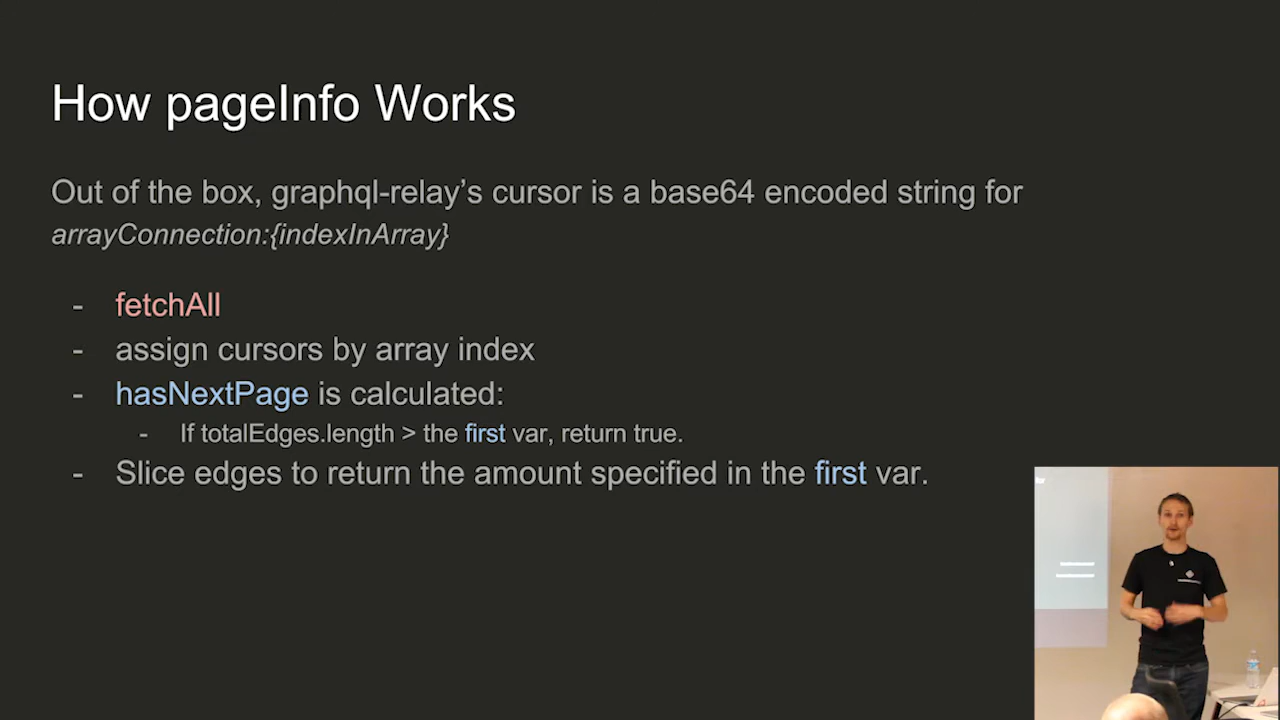 How pageInfo Works
Out of the box, graphql-relay’s cursor is a base64 encoded string for
arrayConnection:{indexInArray}
- fetchAll
- assign cursors by array index
- hasNextPage is calculated:
- If totalEdges.length > the first var, return true.
- Slice edges to return the amount specified in the first var.